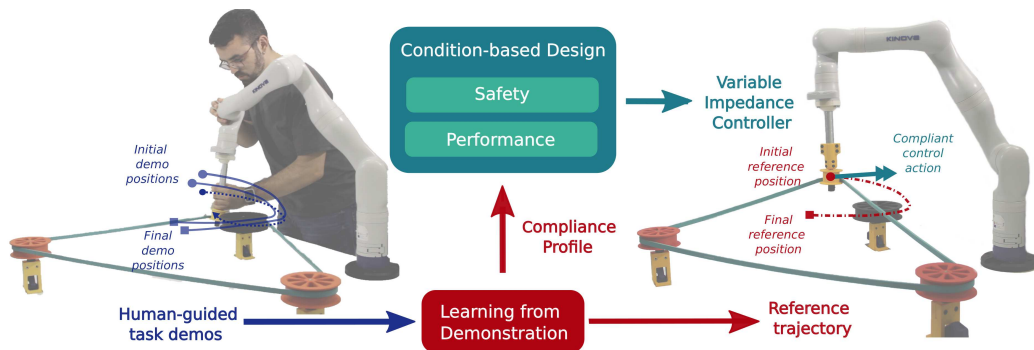 KINOVA
Initial
demo
positions
Final
demo
positions
Human-guided
task demos
Condition-based Design
Safety
Performance
Compliance
Profile
Learning from
Demonstration
Variable
Impedance
Controller
KINOVA
Initial
reference
position
Compliant
control
action
Final
reference
position
Reference
trajectory